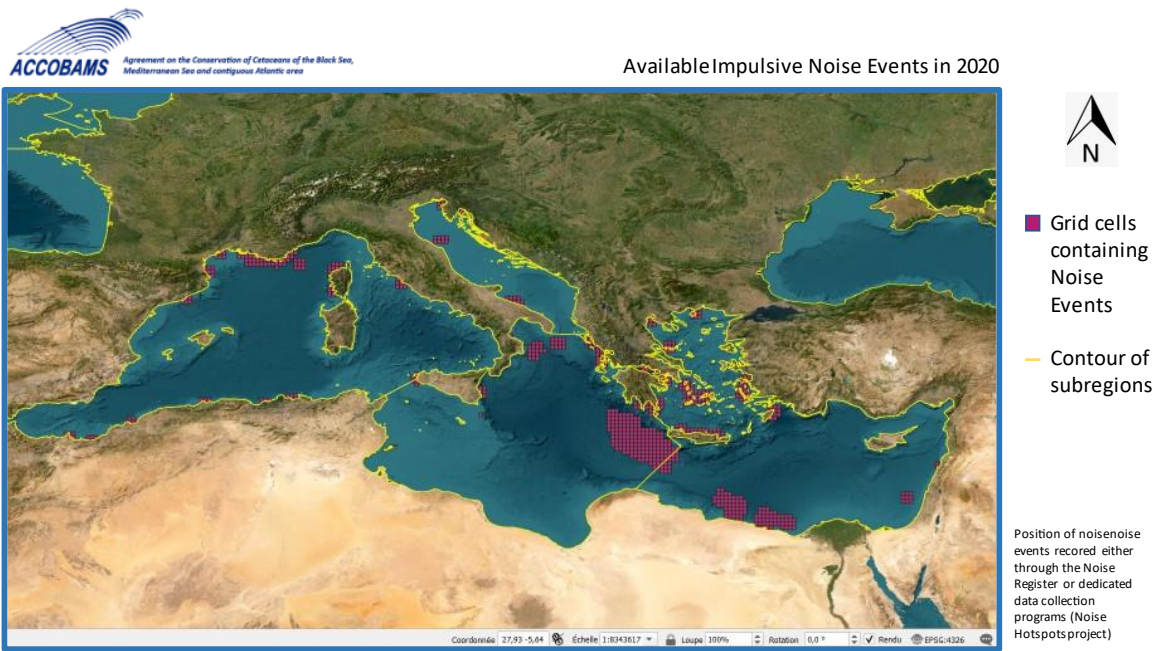 ACCOBAMS
Agreement on the Conservation of Cetaceans of the Black Sea,
Mediterranean Sea and contiguous Atlantic area
AvailableImpulsive Noise Events in 2020
N
Grid cells
containing
Noise
Events
Contour of
subregions
Position of noisenoise
events recored either
through the Noise
Register or dedicated
data collection
programs (Noise
Hotspotsproject)
Coordonnée 27,93 -5,64 Échelle 1:8343617 Loupe 100% Rotation 0,0 ° Rendu EPSG:4326